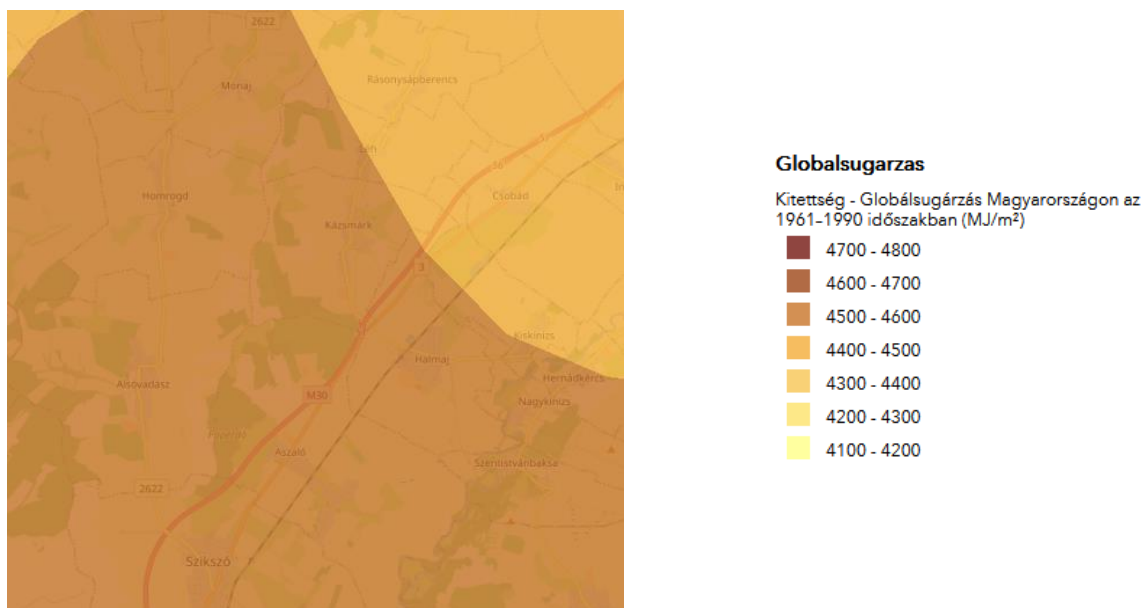 2622
Monaj
Rásonysápberencs
Léh
Homrogd
Csobád
Kázsmárk
3
Kiskinizs
Halmaj
Hernádkércs
Alsóvadász
M30
Nagykinizs
Aszaló
Szentistvánbaksa
2622
Szikszó
Globalsugarzas
Kitettség - Globálsugárzás Magyarországon az
1961-1990 időszakban (MJ/m²)
4700 - 4800
4600 - 4700
4500 - 4600
4400 - 4500
4300 - 4400
4200 - 4300
4100 - 4200